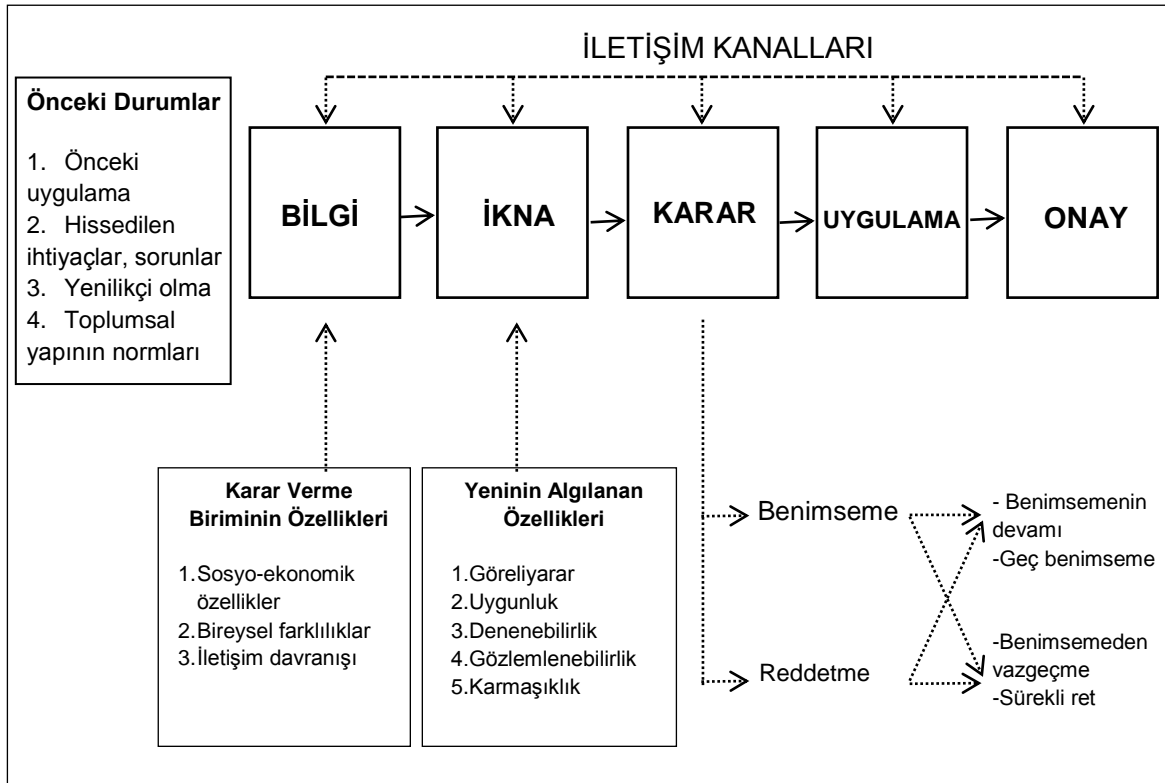 İLETİŞİM KANALLARI
Önceki Durumlar
1. Önceki
uygulama
2. Hissedilen
ihtiyaçlar, sorunlar
3. Yenilikçi olma
4. Toplumsal
yapının normları
BİLGİ
İKNA
KARAR
UYGULAMA
ONAY
Karar Verme
Biriminin Özellikleri
1.Sosyo-ekonomik
özellikler
2.Bireysel farklılıklar
3.İletişim davranışı
Yeninin Algılanan
Özellikleri
1.Göreliyarar
2.Uygunluk
3.Denenebilirlik
4.Gözlemlenebilirlik
5.Karmaşıklık
Benimseme
Reddetme
- Benimsemenin
devamı
-Geç benimseme
-Benimsemeden
vazgeçme
-Sürekli ret